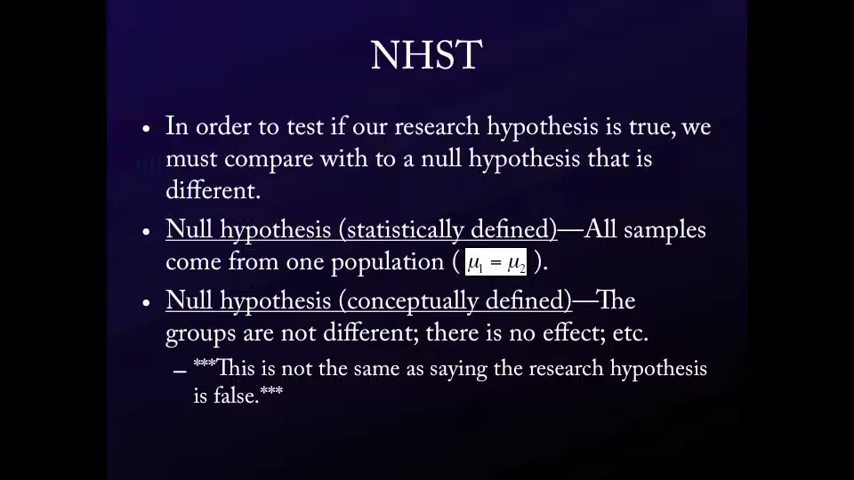 NHST
• In order to test if our research hypothesis is true, we
must compare with to a null hypothesis that is
different.
• Null hypothesis (statistically defined)—All samples
come from one population ( μ₁ = μ₂ ).
• Null hypothesis (conceptually defined)—The
groups are not different; there is no effect; etc.
– ***This is not the same as saying the research hypothesis
is false.***